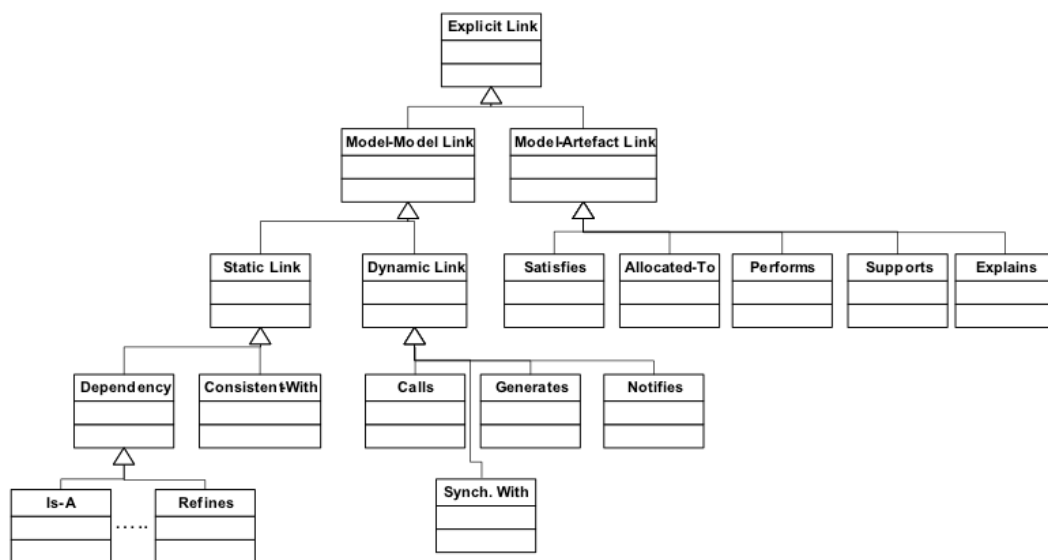 Explicit Link
Model-Model Link
Model-Artefact Link
Static Link
Dynamic Link
Satisfies
Allocated-To
Performs
Supports
Explains
Dependency
Consistent-With
Calls
Generates
Notifies
Is-A
.....
Refines
Synch. With